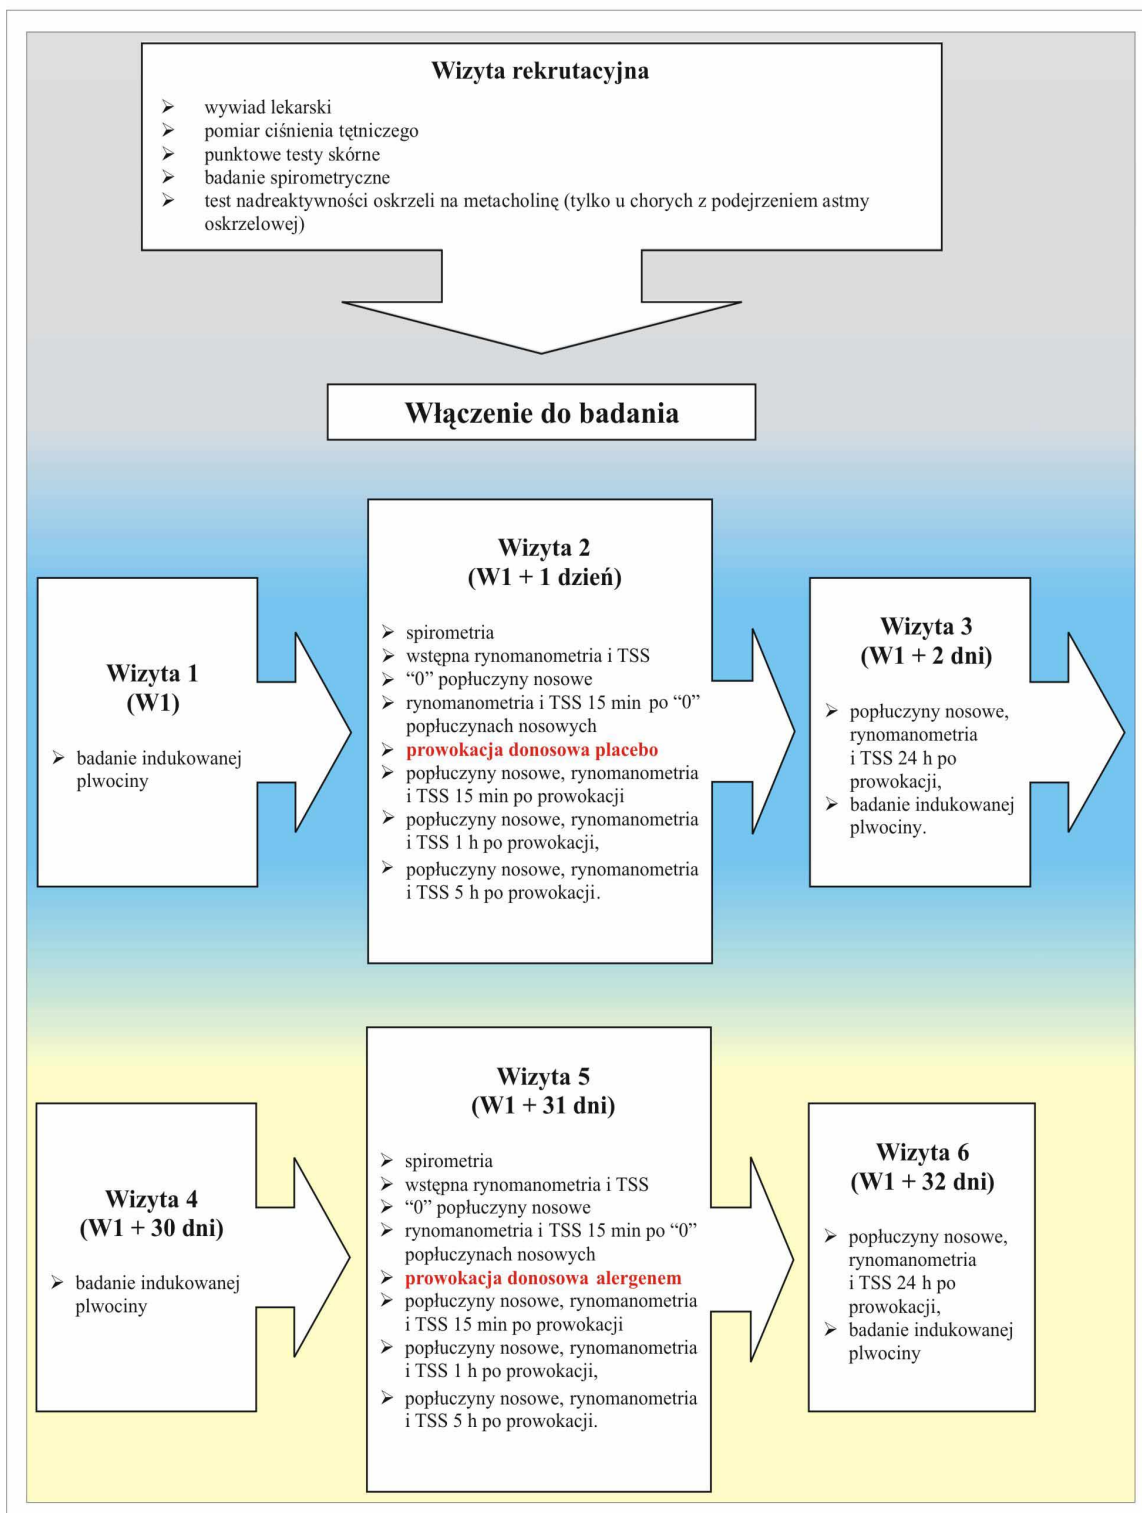 Wizyta rekrutacyjna
➢ wywiad lekarski
➢ pomiar ciśnienia tętniczego
➢ punktowe testy skórne
➢ badanie spirometryczne
➢ test nadreaktywności oskrzeli na metacholinę (tylko u chorych z podejrzeniem astmy
oskrzelowej)
Włączenie do badania
Wizyta 1
(W1)
➢ badanie indukowanej
plwociny
Wizyta 2
(W1 + 1 dzień)
➢ spirometria
➢ wstępna rynomanometria i TSS
➢ “0” popłuczyny nosowe
➢ rynomanometria i TSS 15 min po “0”
popłuczynach nosowych
➢ prowokacja donosowa placebo
➢ popłuczyny nosowe, rynomanometria
i TSS 15 min po prowokacji
➢ popłuczyny nosowe, rynomanometria
i TSS 1 h po prowokacji,
➢ popłuczyny nosowe, rynomanometria
i TSS 5 h po prowokacji.
Wizyta 3
(W1 + 2 dni)
➢ popłuczyny nosowe,
rynomanometria
i TSS 24 h po
prowokacji,
➢ badanie indukowanej
plwociny.
Wizyta 4
(W1 + 30 dni)
➢ badanie indukowanej
plwociny
Wizyta 5
(W1 + 31 dni)
➢ spirometria
➢ wstępna rynomanometria i TSS
➢ “0” popłuczyny nosowe
➢ rynomanometria i TSS 15 min po “0”
popłuczynach nosowych
➢ prowokacja donosowa alergenem
➢ popłuczyny nosowe, rynomanometria
i TSS 15 min po prowokacji
➢ popłuczyny nosowe, rynomanometria
i TSS 1 h po prowokacji,
➢ popłuczyny nosowe, rynomanometria
i TSS 5 h po prowokacji.
Wizyta 6
(W1 + 32 dni)
➢ popłuczyny nosowe,
rynomanometria
i TSS 24 h po
prowokacji,
➢ badanie indukowanej
plwociny